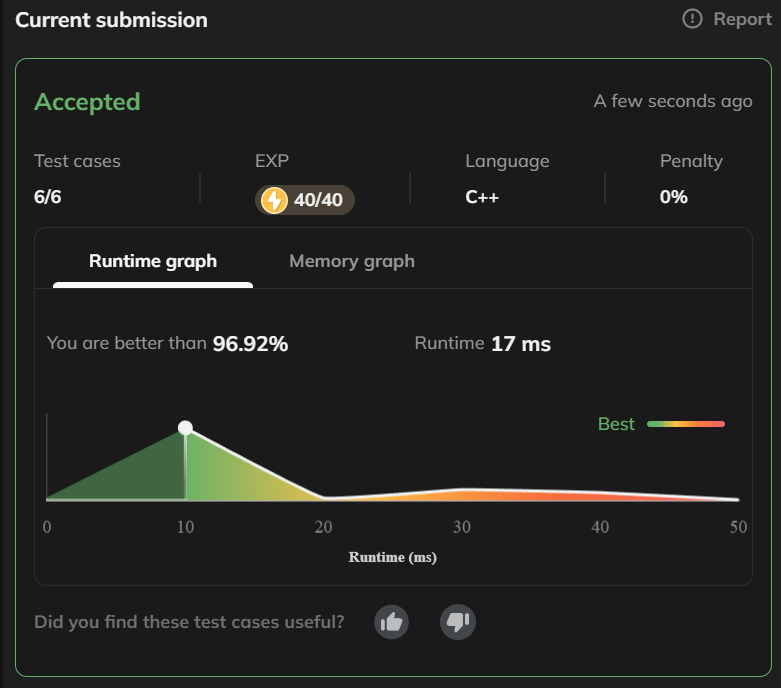 Current submission
Report
Accepted
A few seconds ago
Test cases
EXP
Language
Penalty
6/6
40/40
C++
0%
Runtime graph
Memory graph
You are better than 96.92%
Runtime 17 ms
Best
0 10 20 30 40 50
Runtime (ms)
Did you find these test cases useful?